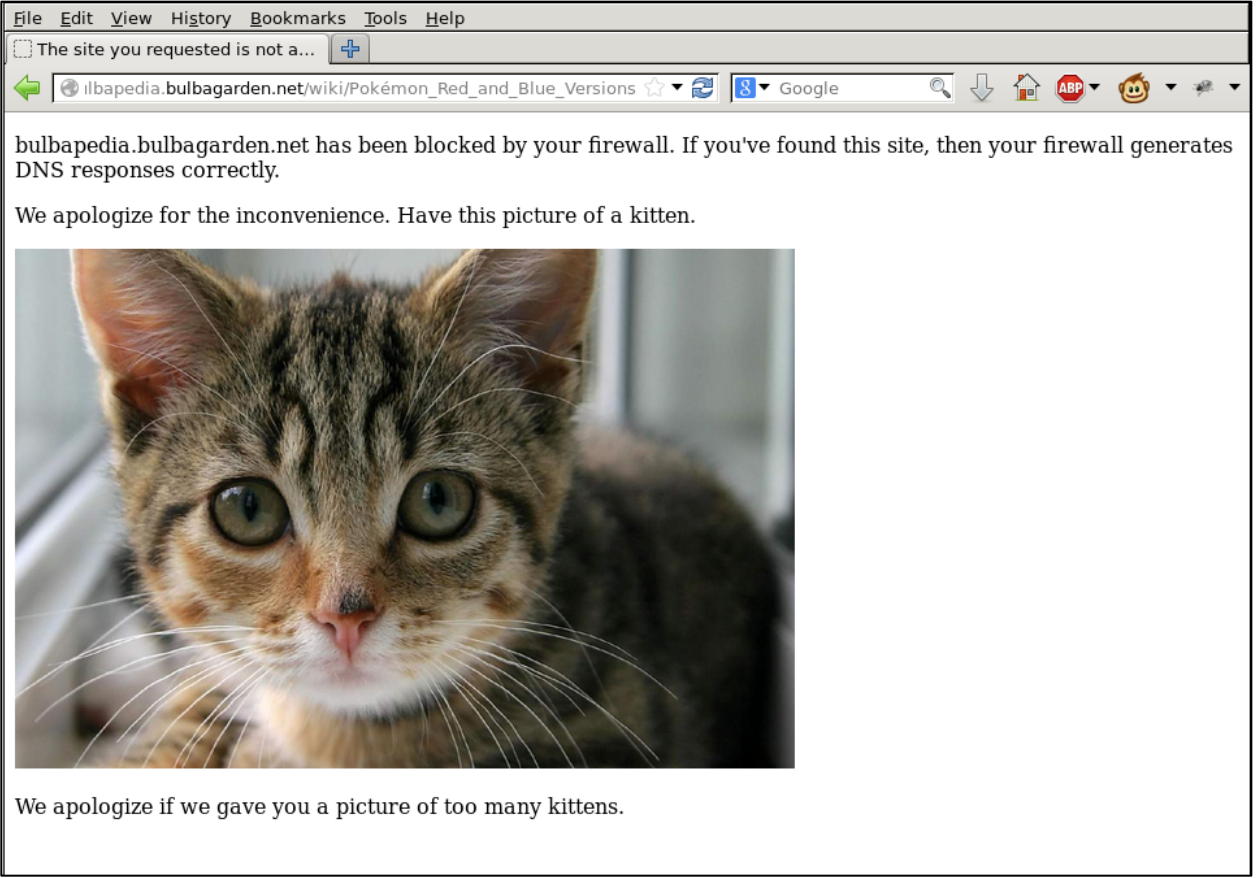 File Edit View History Bookmarks Tools Help
The site you requested is not a...
lbapedia.bulbagarden.net/wiki/Pokémon_Red_and_Blue_Versions 8 Google ABP
bulbapedia.bulbagarden.net has been blocked by your firewall. If you've found this site, then your firewall generates
DNS responses correctly.
We apologize for the inconvenience. Have this picture of a kitten.
We apologize if we gave you a picture of too many kittens.